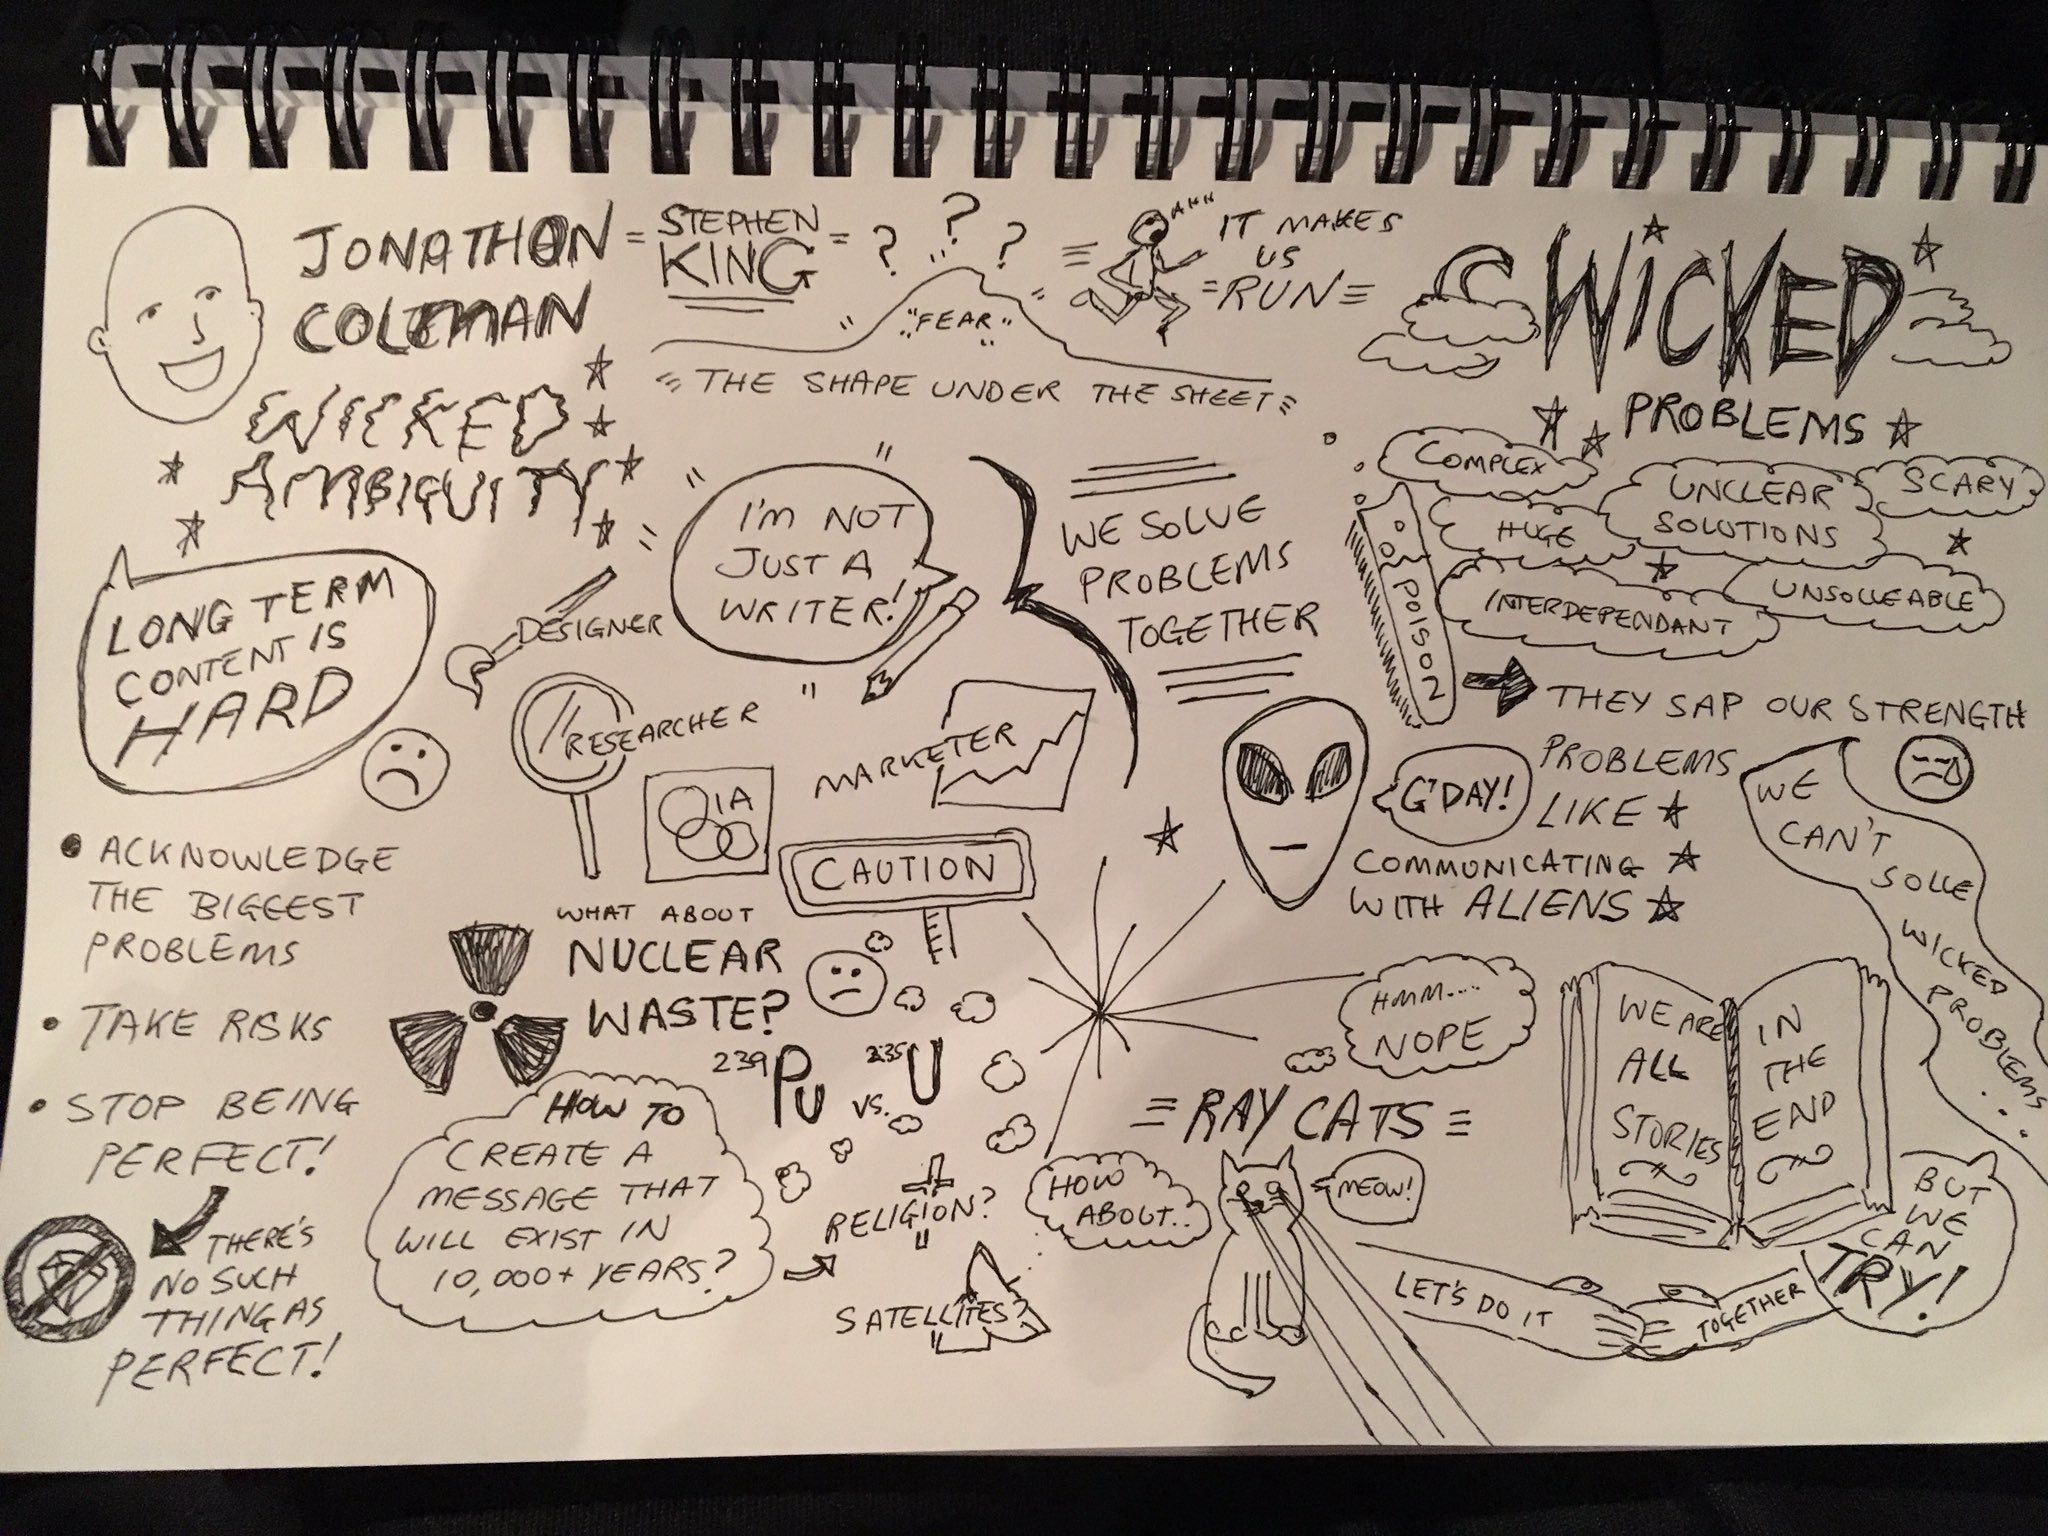 JONATHON
COLEMAN
= STEPHEN
KING =
? ? ?
"FEAR"
= THE SHAPE UNDER THE SHEET =
AHH
IT MAKES
US
= RUN =
WICKED
PROBLEMS
WICKED
AMBIGUITY
LONG TERM
CONTENT IS
HARD
I'M NOT
JUST A
WRITER!
DESIGNER
RESEARCHER
IA
MARKETER
WE SOLVE
PROBLEMS
TOGETHER
POISON
COMPLEX
HUGE
UNCLEAR
SOLUTIONS
SCARY
INTERDEPENDANT
UNSOLVEABLE
THEY SAP OUR STRENGTH
G'DAY!
PROBLEMS
LIKE
COMMUNICATING
WITH ALIENS
WE
CAN'T
SOLVE
WICKED
PROBLEMS
...
• ACKNOWLEDGE
THE BIGGEST
PROBLEMS
• TAKE RISKS
• STOP BEING
PERFECT!
THERE'S
NO SUCH
THING AS
PERFECT!
CAUTION
WHAT ABOUT
NUCLEAR
WASTE?
239 Pu vs. 235 U
HOW TO
CREATE A
MESSAGE THAT
WILL EXIST IN
10,000+ YEARS?
RELIGION?
SATELLITES?
HOW
ABOUT..
= RAY CATS =
MEOW!
HMM....
NOPE
WE ARE
ALL
STORIES
IN
THE
END
BUT
WE
CAN
TRY!
LET'S DO IT
TOGETHER